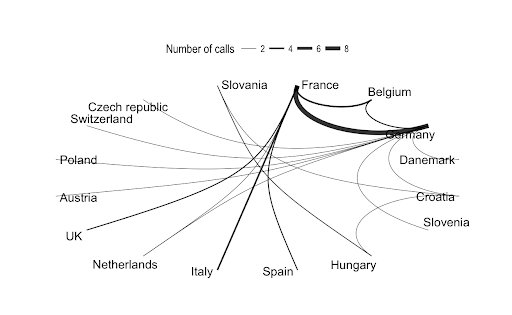 Number of calls 2 4 6 8
Slovania France
Belgium
Czech republic
Switzerland
Germany
Poland Danemark
Austria Croatia
Slovenia
UK
Netherlands Hungary
Italy Spain